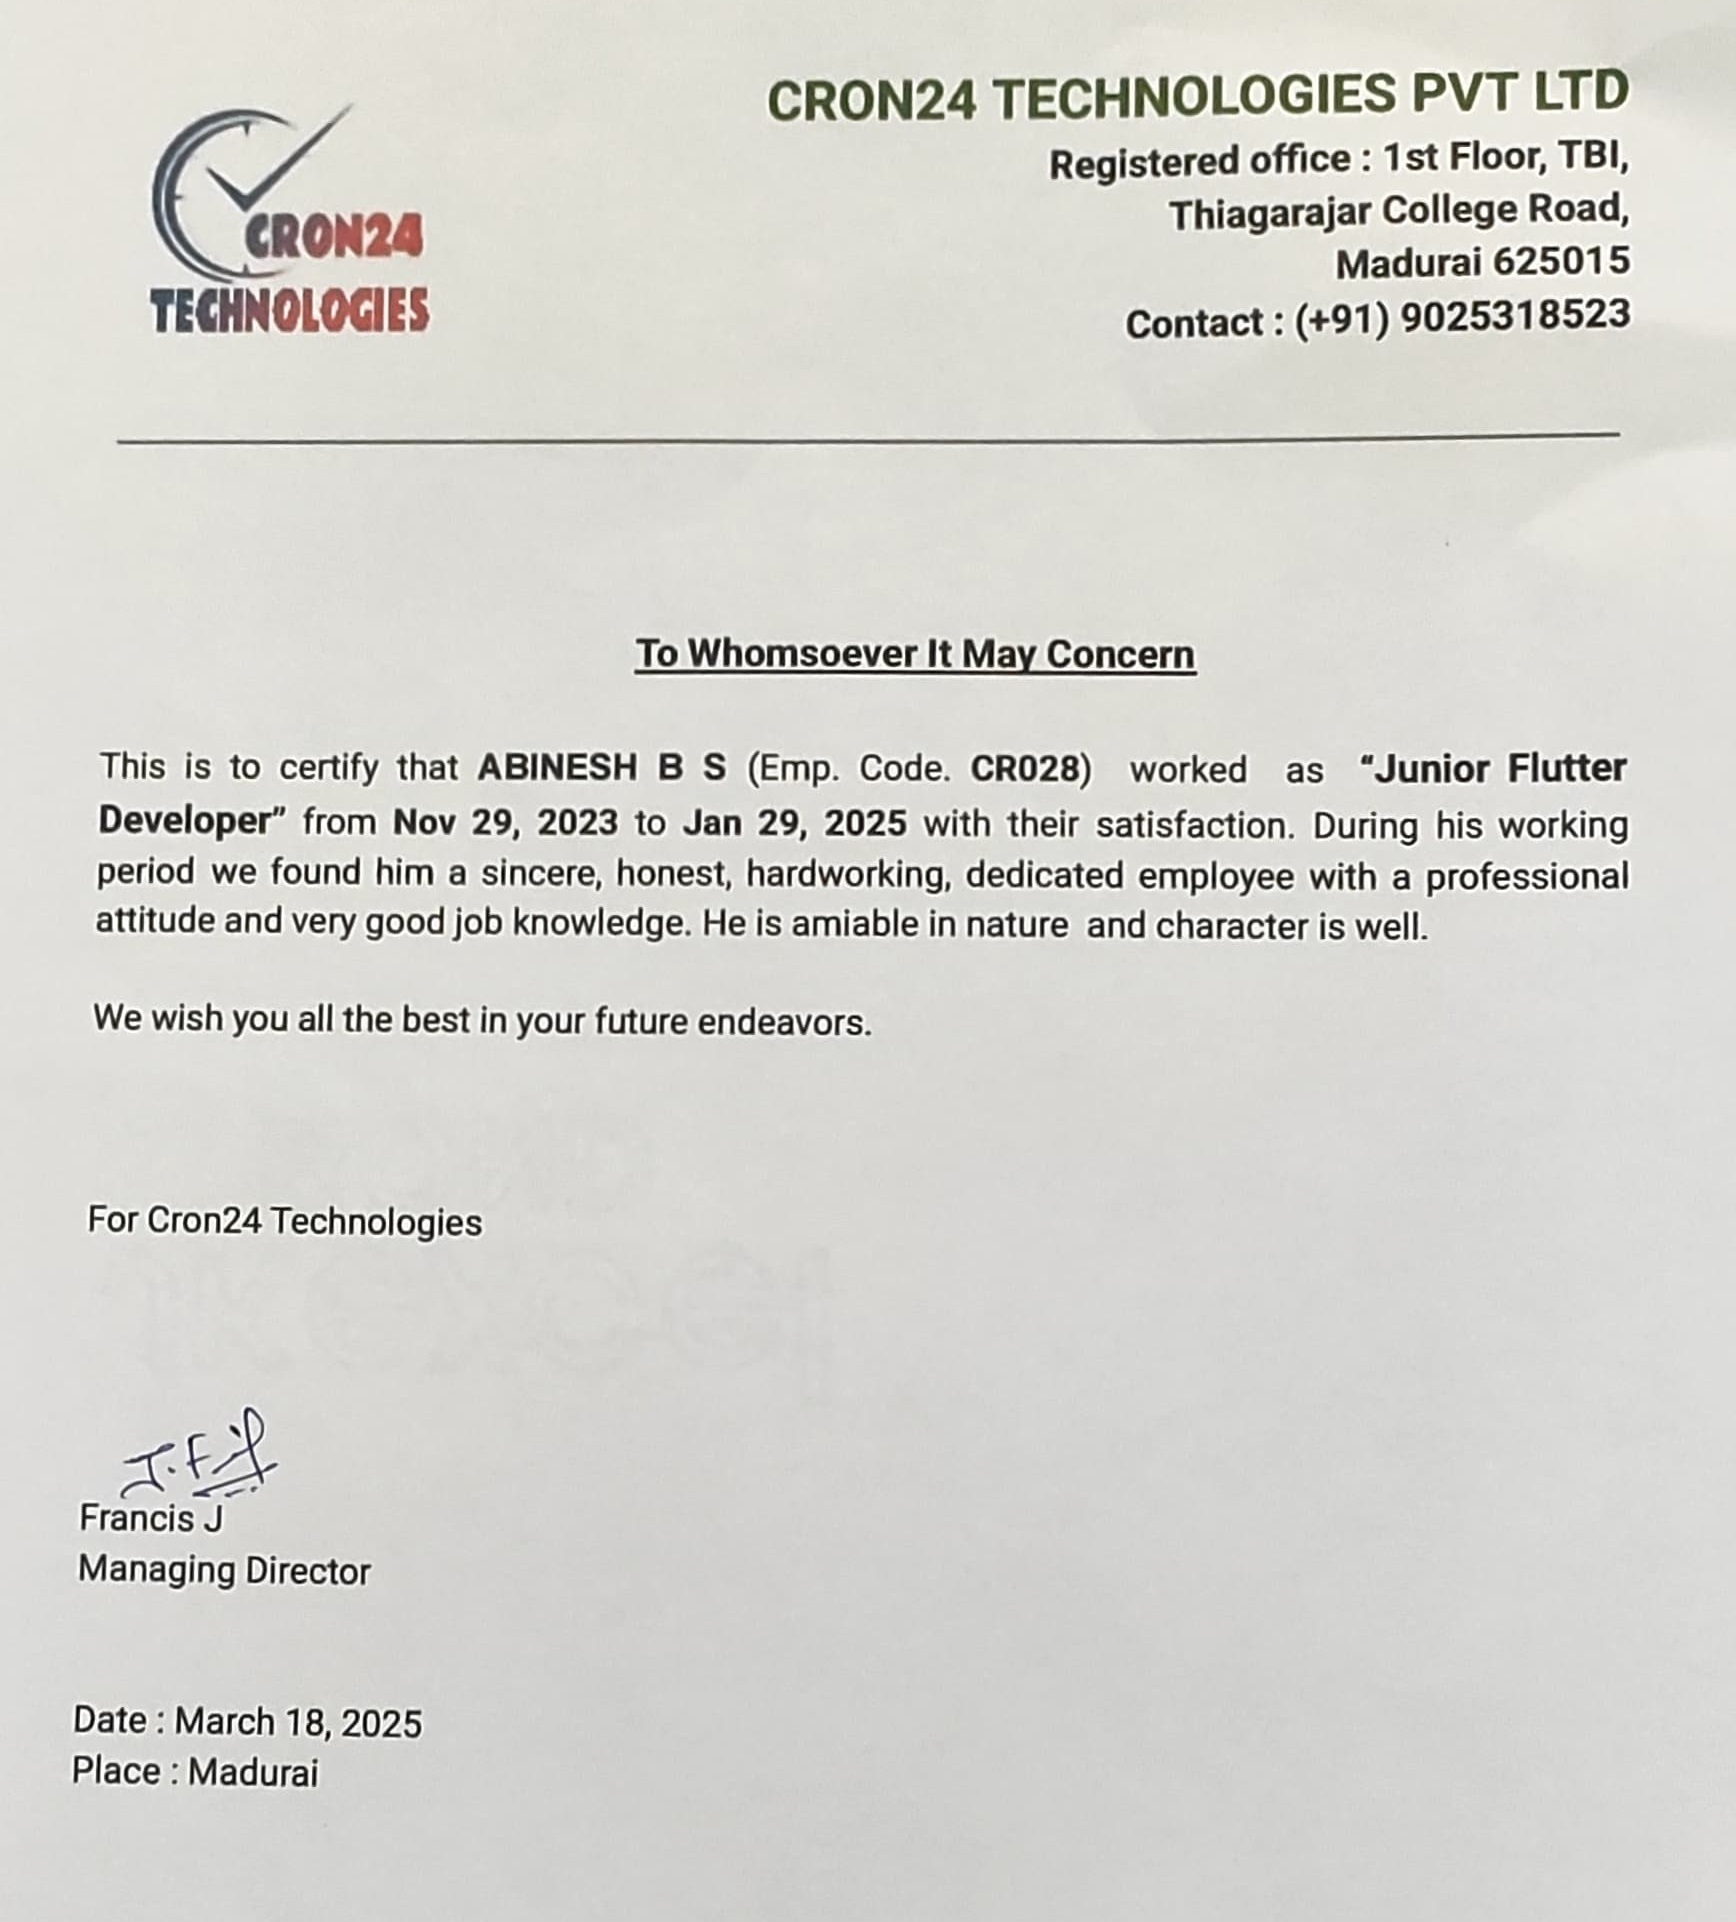 CRON24
TECHNOLOGIES
CRON24 TECHNOLOGIES PVT LTD
Registered office : 1st Floor, TBI,
Thiagarajar College Road,
Madurai 625015
Contact : (+91) 9025318523
To Whomsoever It May Concern
This is to certify that ABINESH B S (Emp. Code. CR028) worked as “Junior Flutter
Developer” from Nov 29, 2023 to Jan 29, 2025 with their satisfaction. During his working
period we found him a sincere, honest, hardworking, dedicated employee with a professional
attitude and very good job knowledge. He is amiable in nature and character is well.
We wish you all the best in your future endeavors.
For Cron24 Technologies
Francis J
Managing Director
Date : March 18, 2025
Place : Madurai